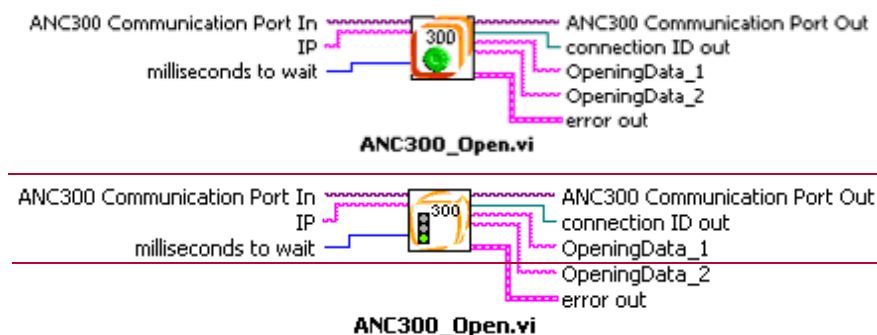 ANC300 Communication Port In
IP
milliseconds to wait
300
ANC300 Communication Port Out
connection ID out
OpeningData_1
OpeningData_2
error out
ANC300_Open.vi
ANC300 Communication Port In
IP
milliseconds to wait
300
ANC300 Communication Port Out
connection ID out
OpeningData_1
OpeningData_2
error out
ANC300_Open.vi